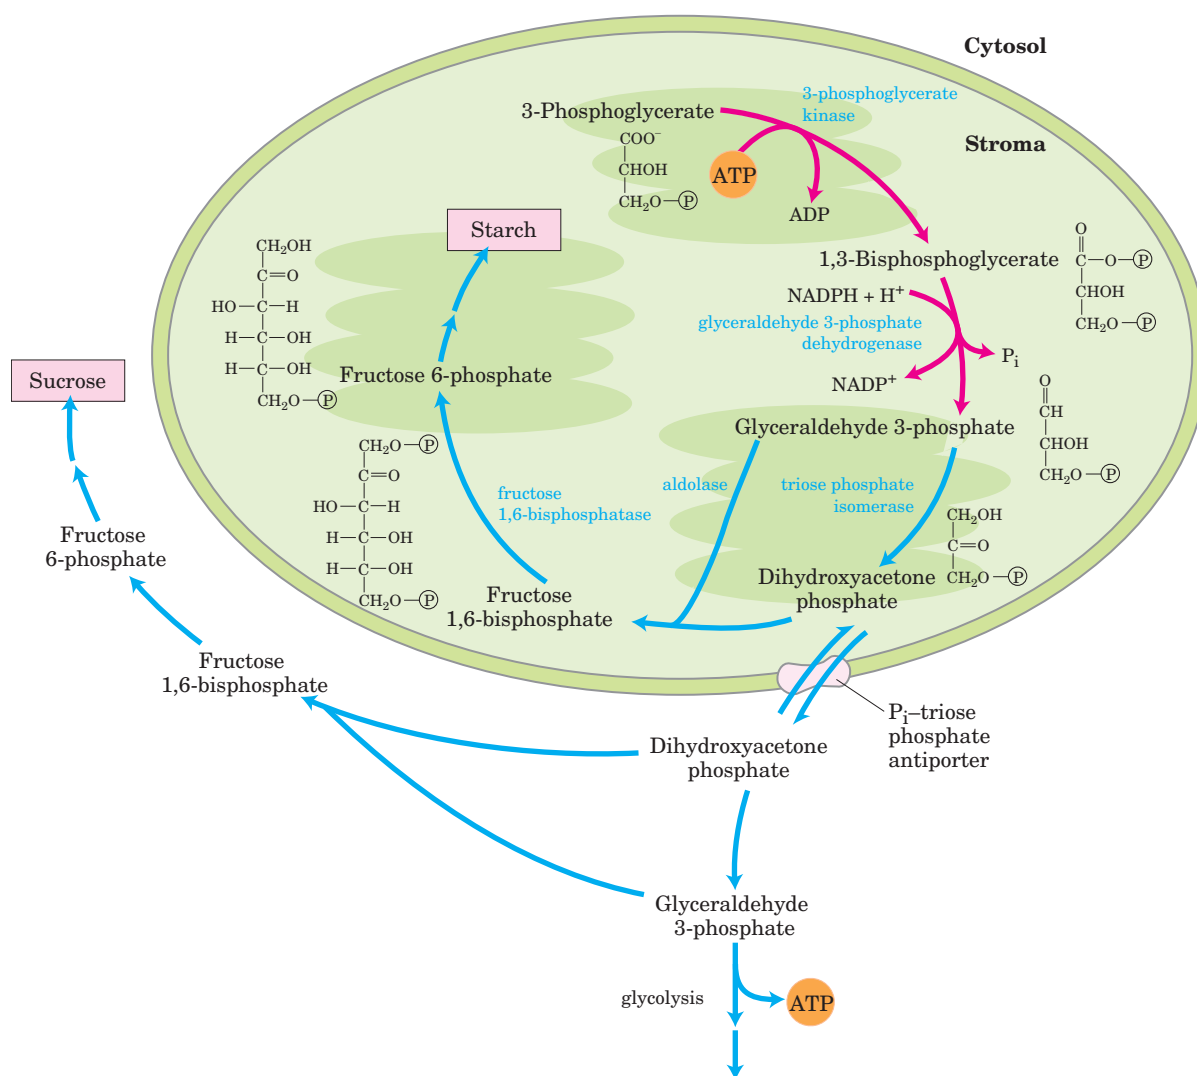 Cytosol
3-Phosphoglycerate
3-phosphoglycerate
kinase
Stroma
COO⁻
CHOH
CH₂O—Ⓟ
ATP
ADP
Starch
1,3-Bisphosphoglycerate
O
C—O—Ⓟ
CHOH
CH₂O—Ⓟ
NADPH + H⁺
glyceraldehyde 3-phosphate
dehydrogenase
Pᵢ
NADP⁺
CH₂OH
C=O
HO—C—H
H—C—OH
H—C—OH
CH₂O—Ⓟ
Fructose 6-phosphate
Sucrose
Glyceraldehyde 3-phosphate
O
CH
CHOH
CH₂O—Ⓟ
CH₂O—Ⓟ
C=O
HO—C—H
H—C—OH
H—C—OH
CH₂O—Ⓟ
fructose
1,6-bisphosphatase
aldolase
triose phosphate
isomerase
CH₂OH
C=O
CH₂O—Ⓟ
Fructose
6-phosphate
Fructose
1,6-bisphosphate
Dihydroxyacetone
phosphate
Fructose
1,6-bisphosphate
Pᵢ–triose
phosphate
antiporter
Dihydroxyacetone
phosphate
Glyceraldehyde
3-phosphate
glycolysis
ATP